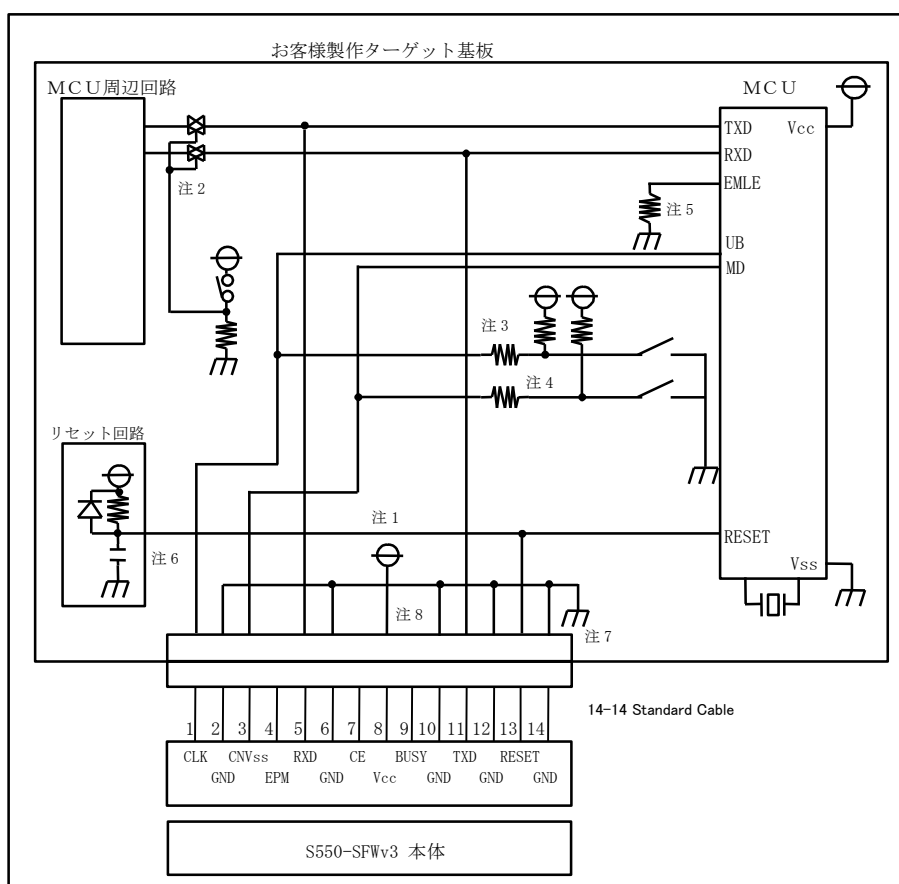 お客様製作ターゲット基板
MCU周辺回路
MCU
TXD
Vcc
RXD
注2
EMLE
注5
UB
MD
注3
注4
リセット回路
注1
RESET
注6
Vss
注8
注7
14-14 Standard Cable
1 2 3 4 5 6 7 8 9 10 11 12 13 14
CLK CNVss RXD CE BUSY TXD RESET
GND EPM GND Vcc GND GND GND
S550-SFWv3 本体